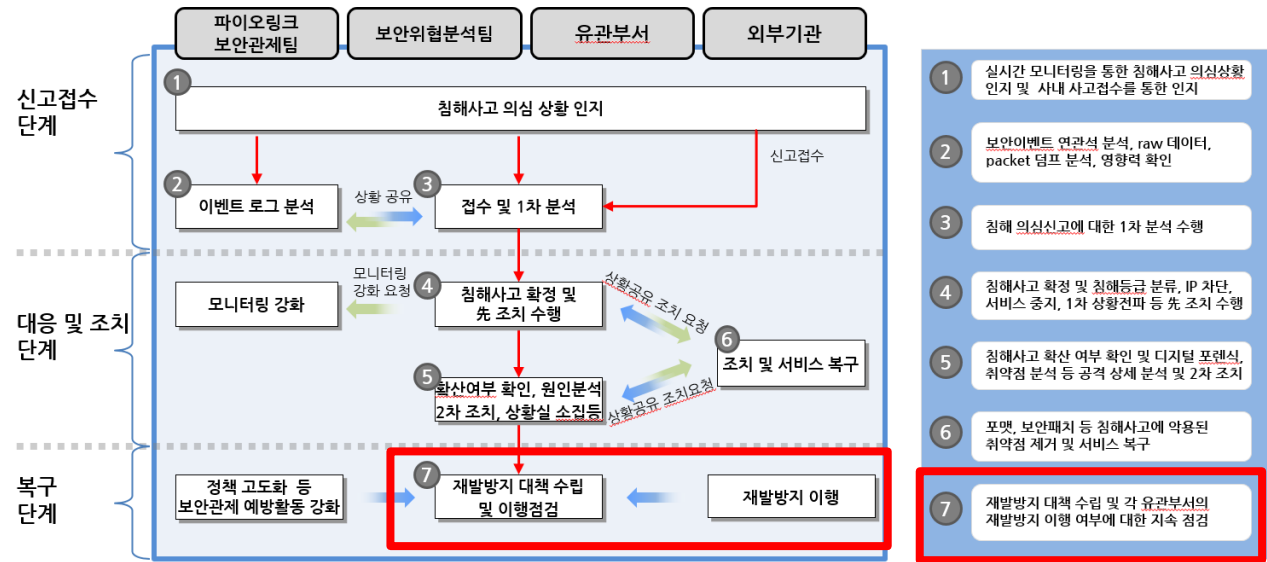 파이오링크
보안관제팀
보안위협분석팀
유관부서
외부기관
신고접수
단계
1
침해사고 의심 상황 인지
신고접수
2
이벤트 로그 분석
상황 공유
3
접수 및 1차 분석
대응 및 조치
단계
모니터링 강화
모니터링
강화 요청
4
침해사고 확정 및
先 조치 수행
상황공유 조치 요청
6
조치 및 서비스 복구
5
확산여부 확인, 원인분석
2차 조치, 상황실 소집등
상황공유 조치요청
복구
단계
정책 고도화 등
보안관제 예방활동 강화
7
재발방지 대책 수립
및 이행점검
재발방지 이행
1
실시간 모니터링을 통한 침해사고 의심상황
인지 및 사내 사고접수를 통한 인지
2
보안이벤트 연관석 분석, raw 데이터,
packet 덤프 분석, 영향력 확인
3
침해 의심신고에 대한 1차 분석 수행
4
침해사고 확정 및 침해등급 분류, IP 차단,
서비스 중지, 1차 상황전파 등 先 조치 수행
5
침해사고 확산 여부 확인 및 디지털 포렌식,
취약점 분석 등 공격 상세 분석 및 2차 조치
6
포맷, 보안패치 등 침해사고에 악용된
취약점 제거 및 서비스 복구
7
재발방지 대책 수립 및 각 유관부서의
재발방지 이행 여부에 대한 지속 점검